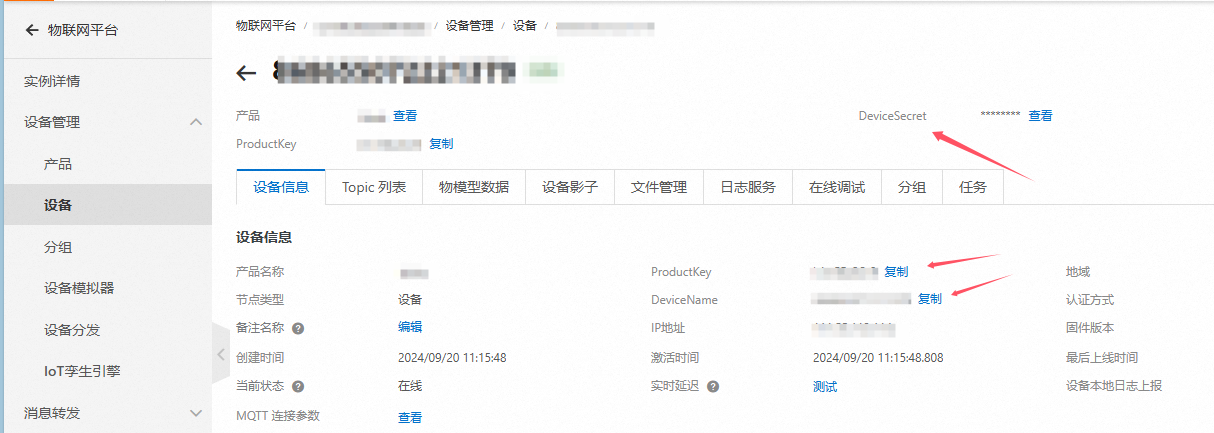 物联网平台
实例详情
设备管理
产品
设备
分组
设备模拟器
设备分发
IoT孪生引擎
消息转发
物联网平台 / / 设备管理 / 设备 /
产品 查看 DeviceSecret ******** 查看
ProductKey 复制
设备信息 Topic 列表 物模型数据 设备影子 文件管理 日志服务 在线调试 分组 任务
设备信息
产品名称 ProductKey 复制 地域
节点类型 设备 DeviceName 复制 认证方式
备注名称 ? 编辑 IP地址 固件版本
创建时间 2024/09/20 11:15:48 激活时间 2024/09/20 11:15:48.808 最后上线时间
当前状态 ? 在线 实时延迟 ? 测试 设备本地日志上报
MQTT 连接参数 查看